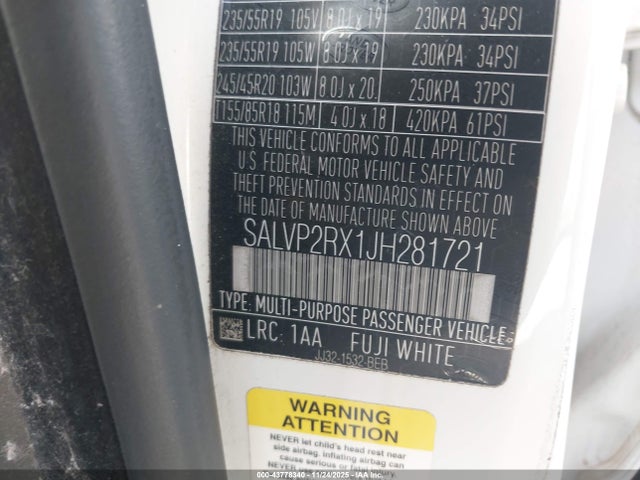 235/55R19 105V 8.0J x 19 230KPA 34PSI
235/55R19 105W 8.0J x 19 230KPA 34PSI
245/45R20 103W 8.0J x 20 250KPA 37PSI
T155/85R18 115M 4.0J x 18 420KPA 61PSI
THIS VEHICLE CONFORMS TO ALL APPLICABLE
U.S. FEDERAL MOTOR VEHICLE SAFETY AND
THEFT PREVENTION STANDARDS IN EFFECT ON
THE DATE OF MANUFACTURE SHOWN ABOVE
SALVP2RX1JH281721
TYPE: MULTI-PURPOSE PASSENGER VEHICLE
LRC: 1AA FUJI WHITE
JJ32-1532-BEB
WARNING
ATTENTION
NEVER let child's head rest near
side airbag. Inflating airbag can
cause serious or fatal injury.
000-43778340 - 11/24/2025 - IAAI.COM